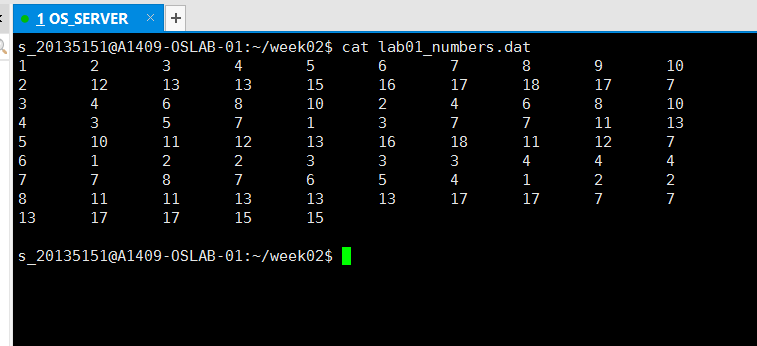 1 OS_SERVER × +
s_20135151@A1409-OSLAB-01:~/week02$ cat lab01_numbers.dat
1 2 3 4 5 6 7 8 9 10
2 12 13 13 15 16 17 18 17 7
3 4 6 8 10 2 4 6 8 10
4 3 5 7 1 3 7 7 11 13
5 10 11 12 13 16 18 11 12 7
6 1 2 2 3 3 3 4 4 4
7 7 8 7 6 5 4 1 2 2
8 11 11 13 13 13 17 17 7 7
13 17 17 15 15
s_20135151@A1409-OSLAB-01:~/week02$